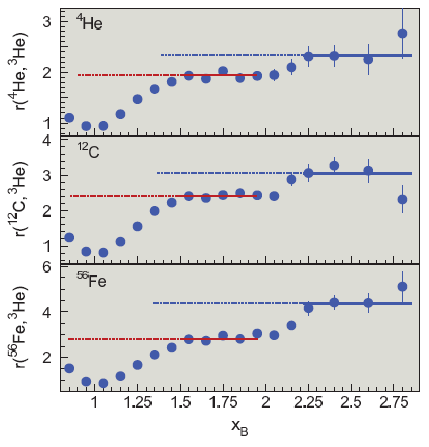 ⁴He
r(⁴He, ³He)
3
2
1
¹²C
r(¹²C, ³He)
4
3
2
1
⁵⁶Fe
r(⁵⁶Fe, ³He)
6
4
2
1 1.25 1.5 1.75 2 2.25 2.5 2.75
x_B